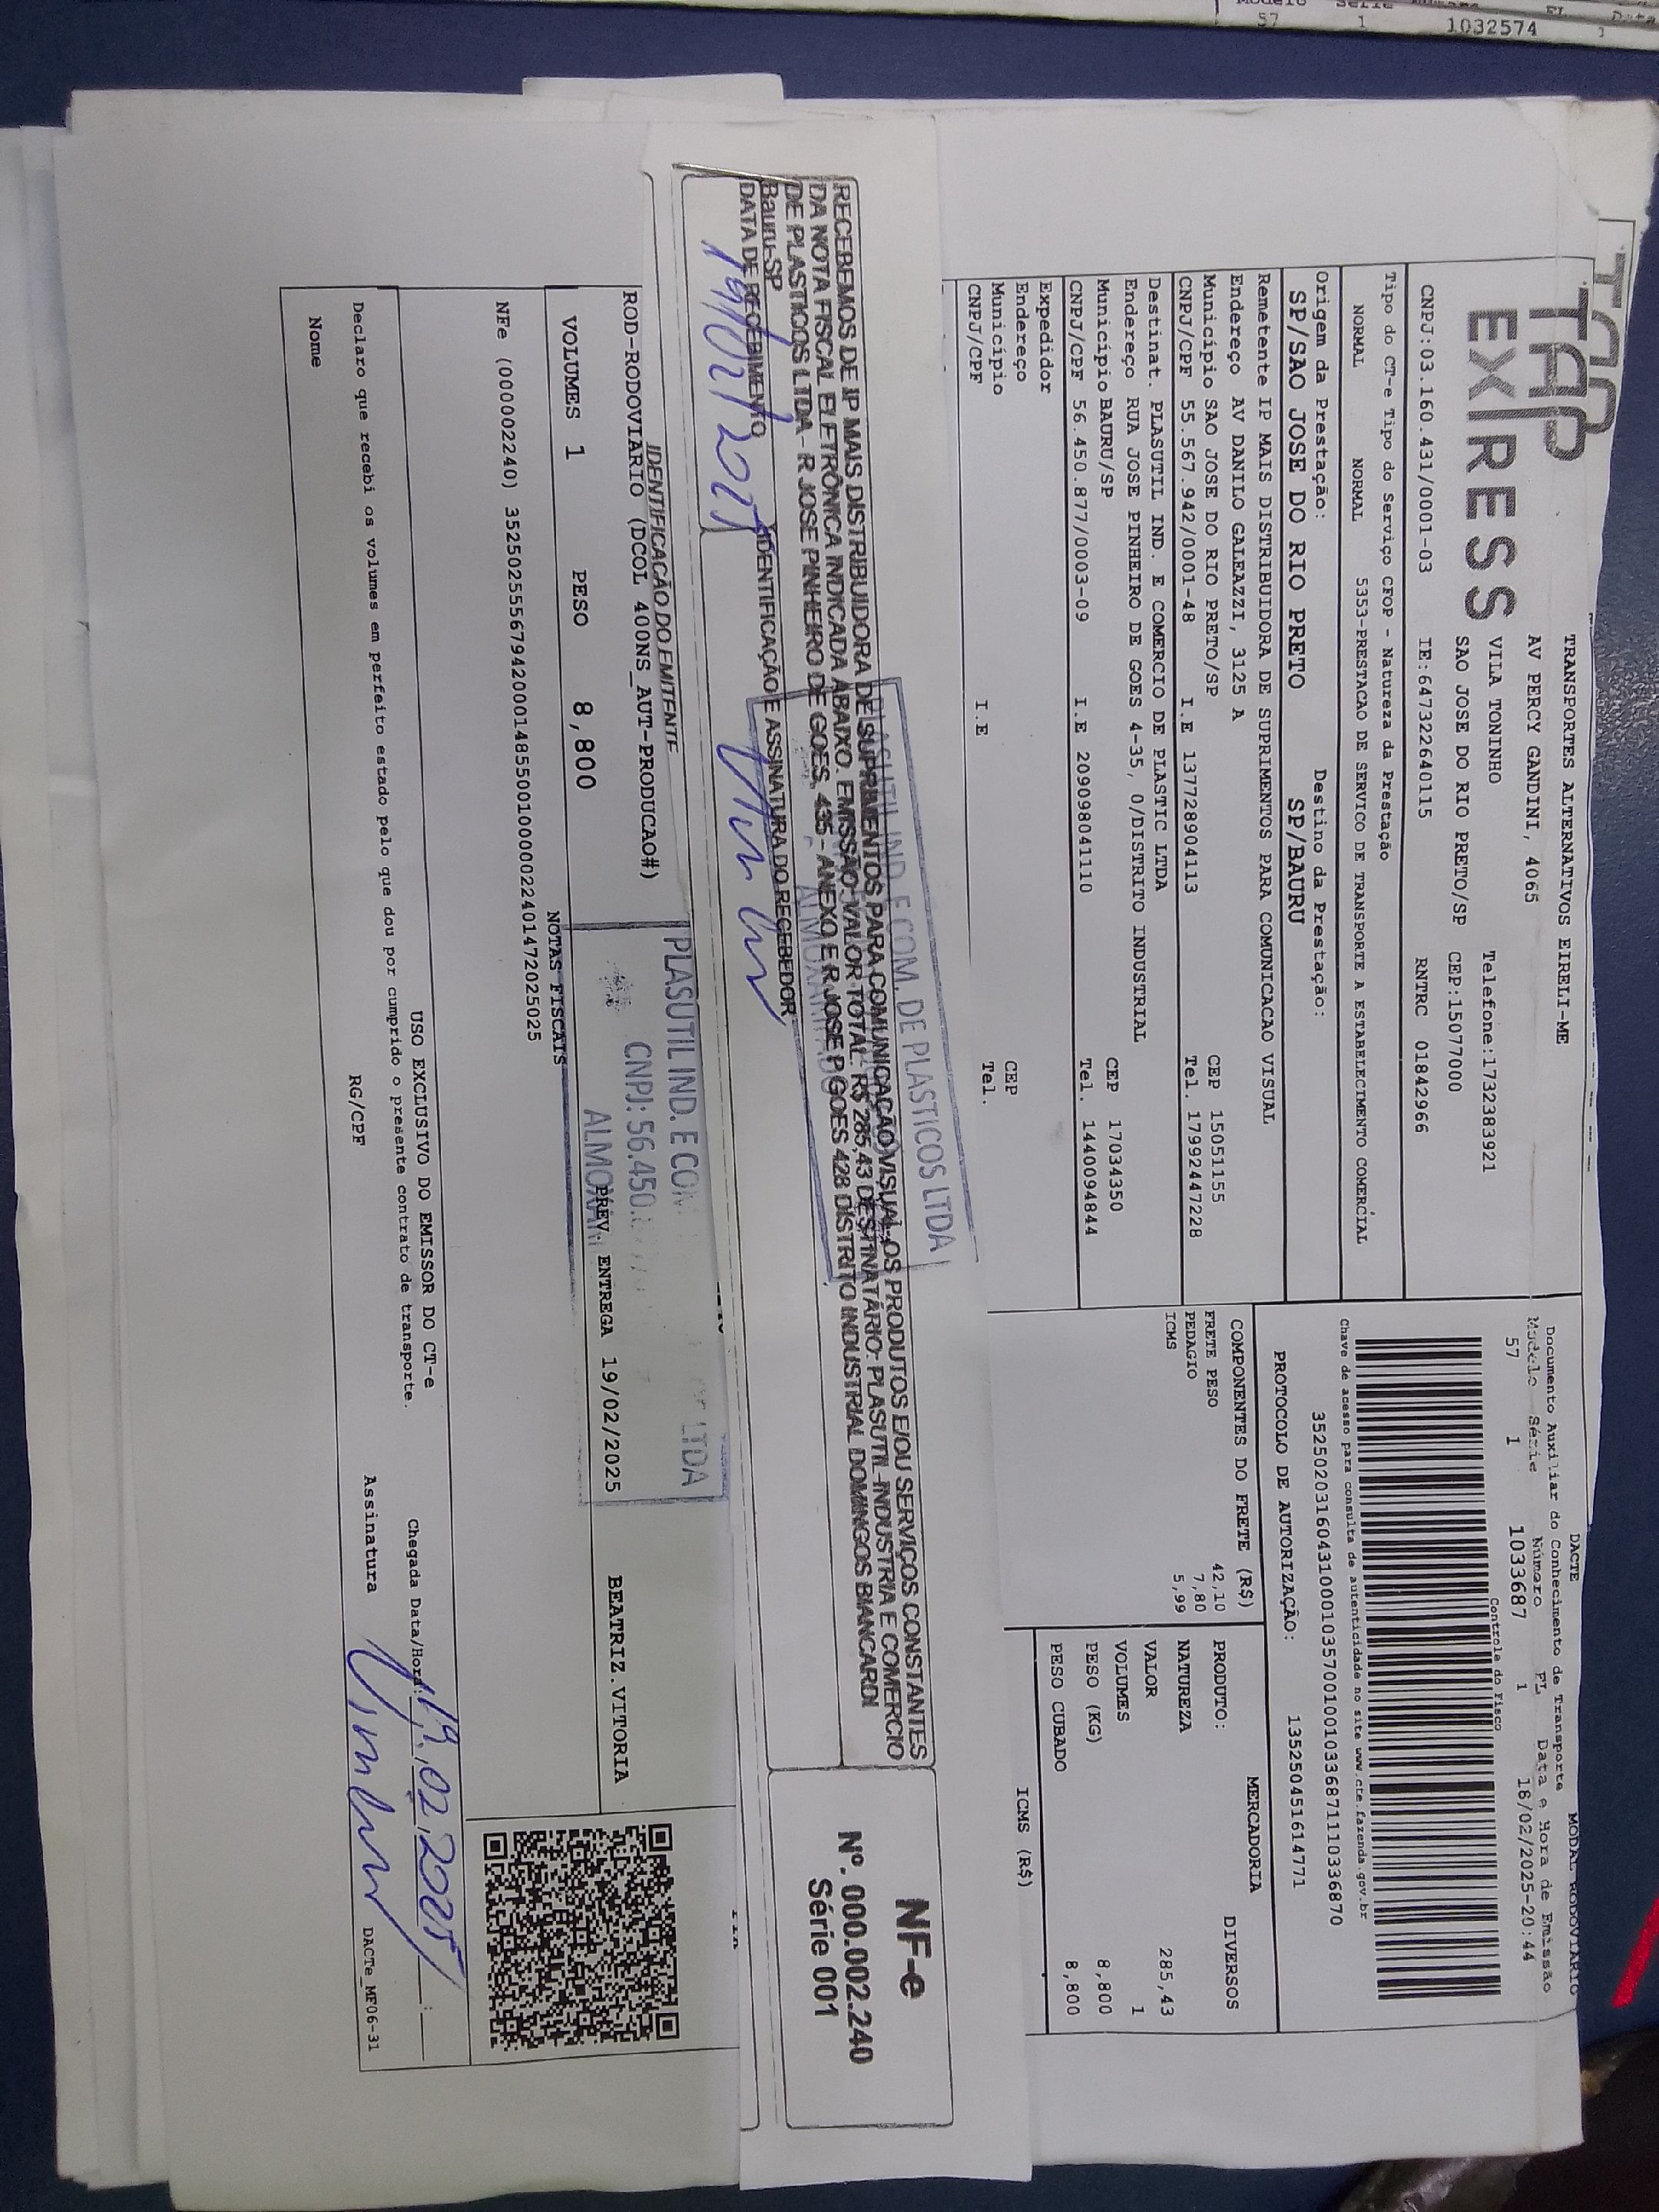 TAP
EXPRESS
TRANSPORTES ALTERNATIVOS EIRELI-ME
AV PERCY GANDINI, 4065
VILA TONINHO Telefone:1732383921
SAO JOSE DO RIO PRETO/SP CEP:15077000
CNPJ:03.160.431/0001-03 IE:647322640115 RNTRC 01842966
DACTE MODAL RODOVIÁRIO
Documento Auxiliar do Conhecimento de Transporte
Modelo Série Número FL Data e Hora de Emissão
57 1 1033687 1 18/02/2025-20:44
Controle do Fisco
Chave de acesso para consulta de autenticidade no site www.cte.fazenda.gov.br
PROTOCOLO DE AUTORIZAÇÃO: 135250451614771
Tipo do CT-e Tipo do Serviço CFOP - Natureza da Prestação
NORMAL NORMAL 5353-PRESTACAO DE SERVICO DE TRANSPORTE A ESTABELECIMENTO COMERCIAL
Origem da Prestação: Destino da Prestação:
SP/SAO JOSE DO RIO PRETO SP/BAURU
Remetente IP MAIS DISTRIBUIDORA DE SUPRIMENTOS PARA COMUNICACAO VISUAL
Endereço AV DANILO GALEAZZI, 3125 A
Município SAO JOSE DO RIO PRETO/SP CEP 15051155
CNPJ/CPF 55.567.942/0001-48 I.E 137728904113 Tel. 17992447228
Destinat. PLASUTIL IND. E COMERCIO DE PLASTIC LTDA
Endereço RUA JOSE PINHEIRO DE GOES 4-35, 0/DISTRITO INDUSTRIAL
Município BAURU/SP CEP 17034350
CNPJ/CPF 56.450.877/0003-09 I.E 209098041110 Tel. 1440094844
Expedidor
Endereço
Município CEP
CNPJ/CPF I.E Tel.
COMPONENTES DO FRETE (R$)
FRETE PESO 42,10
PEDAGIO 7,80
ICMS 5,99
MERCADORIA
PRODUTO: DIVERSOS
NATUREZA
VALOR 285,43
VOLUMES 1
PESO (KG) 8,800
PESO CUBADO 8,800
ICMS (R$)
PLASUTIL IND. E COM. DE PLASTICOS LTDA
RECEBEMOS DE IP MAIS DISTRIBUIDORA DE SUPRIMENTOS PARA COMUNICAÇAO VISUAL OS PRODUTOS E/OU SERVIÇOS CONSTANTES
DA NOTA FISCAL ELETRÔNICA INDICADA ABAIXO. EMISSÃO: VALOR TOTAL: R$ 285,43 DESTINATÁRIO: PLASUTIL -INDUSTRIA E COMERCIO
DE PLASTICOS LTDA - R JOSE PINHEIRO DE GOES, 435 - ANEXO E R JOSE P GOES 428 DISTRITO INDUSTRIAL DOMINGOS BIANCARDI
Bauru-SP
DATA DE RECEBIMENTO IDENTIFICAÇÃO E ASSINATURA DO RECEBEDOR
19/02/2025
NF-e
Nº. 000.002.240
Série 001
IDENTIFICAÇÃO DO EMITENTE
ROD-RODOVIARIO (DCOL 400NS_AUT-PRODUCAO#)
PLASUTIL IND. E COM LTDA
CNPJ: 56.450.
VOLUMES 1 PESO 8,800 PREV. ENTREGA 19/02/2025 BEATRIZ.VITORIA
NOTAS FISCAIS
NFe (000002240) 35250255567942000148550010000022401472025025
USO EXCLUSIVO DO EMISSOR DO CT-e
Chegada Data/Hora: 19/02/2025
Declaro que recebi os volumes em perfeito estado pelo que dou por cumprido o presente contrato de transporte.
Nome RG/CPF Assinatura
DACTe_MF06-31
57 1 1032574